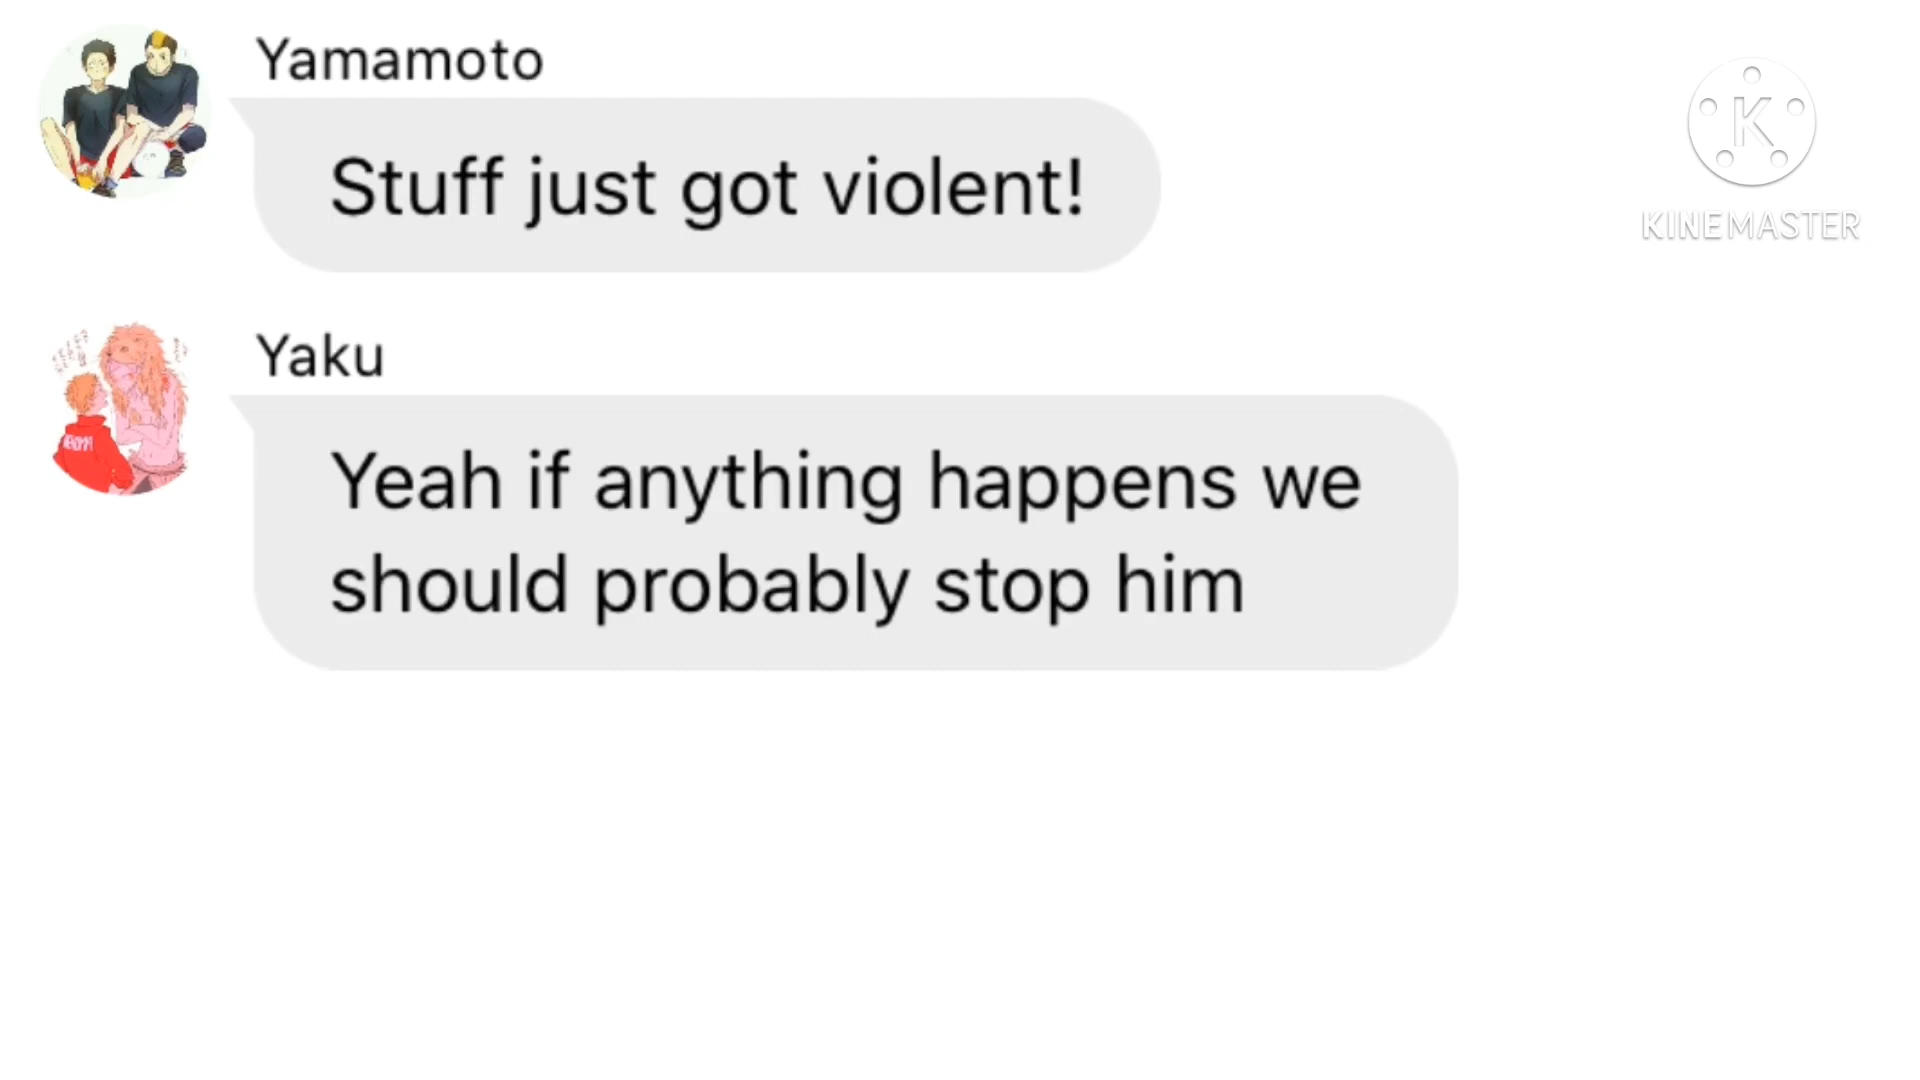 Yamamoto
Stuff just got violent!
K
KINEMASTER
Yaku
Yeah if anything happens we
should probably stop him